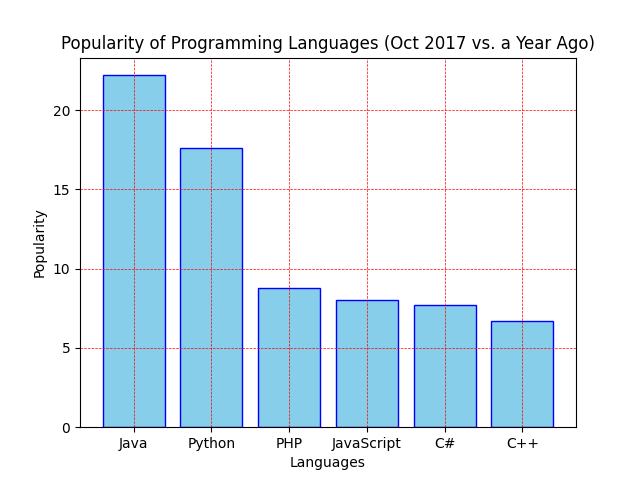 Popularity of Programming Languages (Oct 2017 vs. a Year Ago)
Popularity
20
15
10
5
0
Java Python PHP JavaScript C# C++
Languages